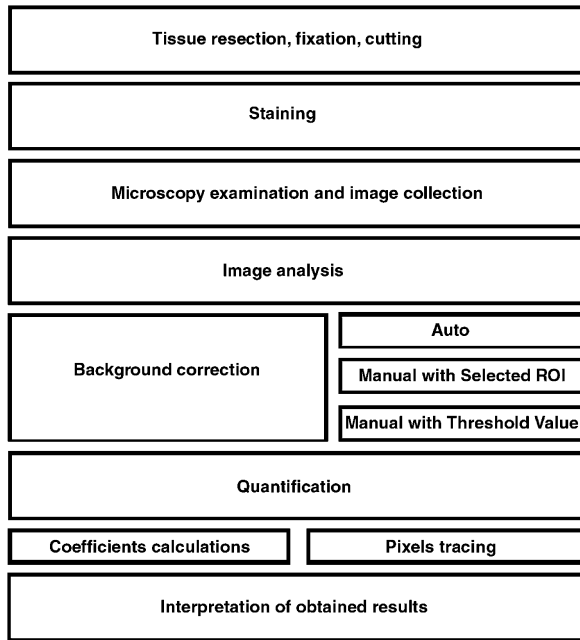 Tissue resection, fixation, cutting
Staining
Microscopy examination and image collection
Image analysis
Background correction
Auto
Manual with Selected ROI
Manual with Threshold Value
Quantification
Coefficients calculations
Pixels tracing
Interpretation of obtained results